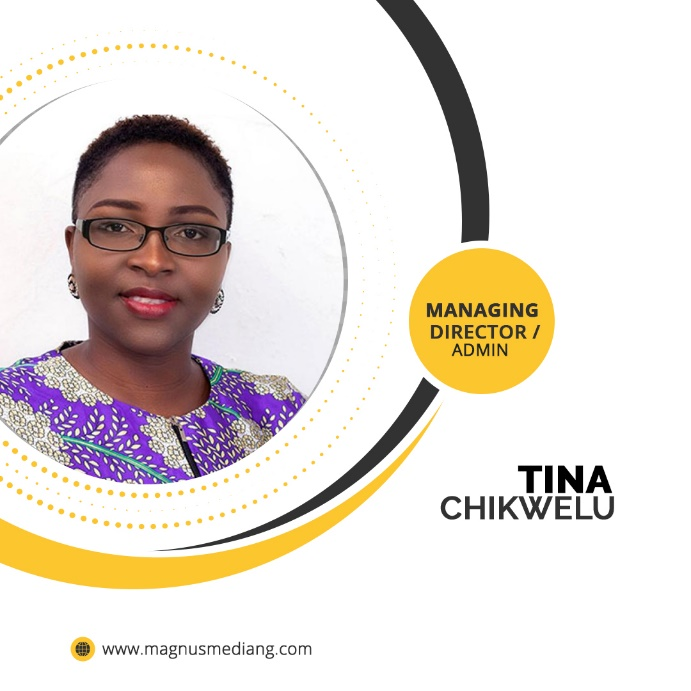 MANAGING
DIRECTOR /
ADMIN
TINA
CHIKWELU
www.magnusmediang.com